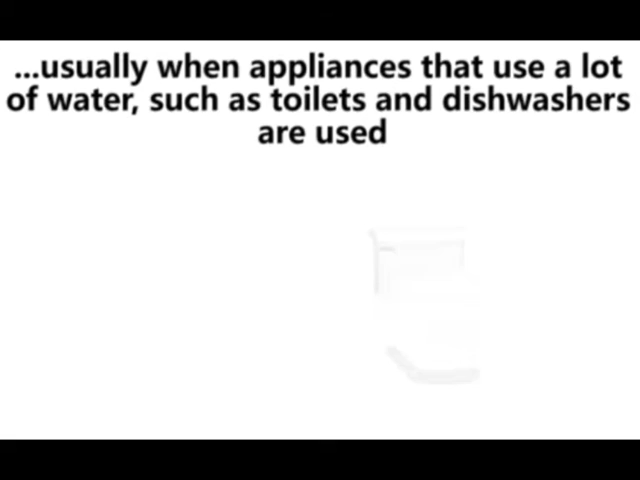 ...usually when appliances that use a lot
of water, such as toilets and dishwashers
are used